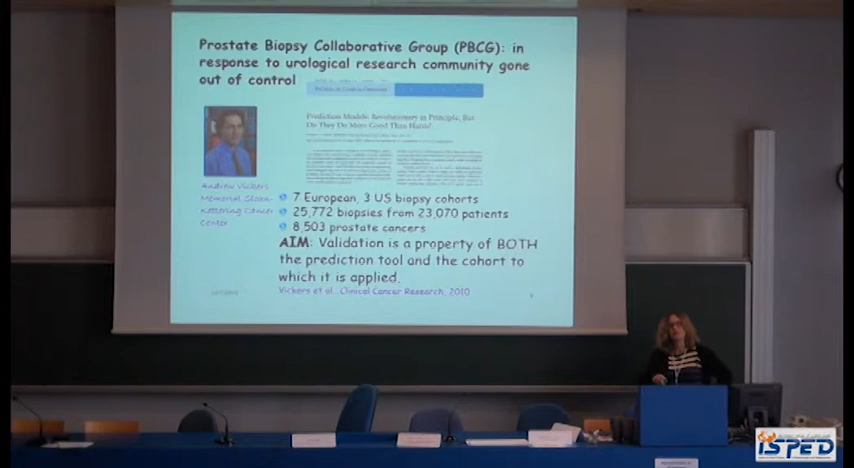 Prostate Biopsy Collaborative Group (PBCG): in
response to urological research community gone
out of control
Prediction Models: Revolutionary in Principle, But
Do They Do More Good Than Harm?
Andrew Vickers
Memorial Sloan-
Kettering Cancer
Center
7 European, 3 US biopsy cohorts
25,772 biopsies from 23,070 patients
8,503 prostate cancers
AIM: Validation is a property of BOTH
the prediction tool and the cohort to
which it is applied.
Vickers et al., Clinical Cancer Research, 2010
ISPED